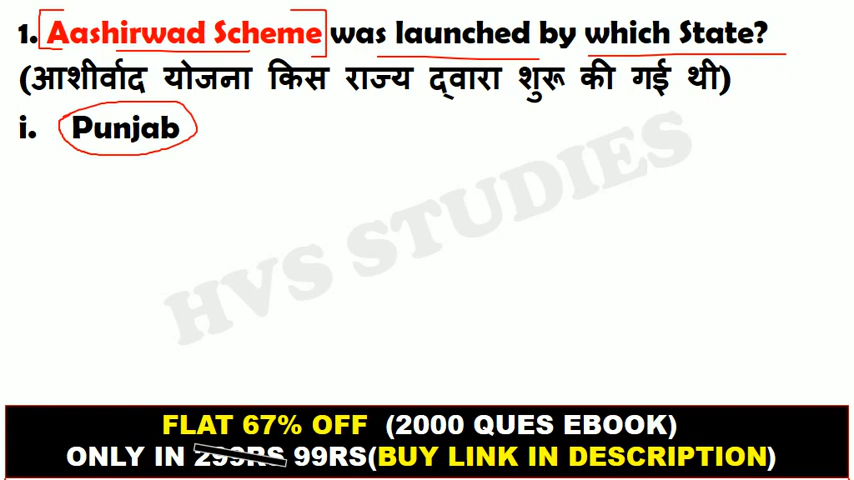 1. Aashirwad Scheme was launched by which State?
(आशीर्वाद योजना किस राज्य द्वारा शुरू की गई थी)
i. Punjab
HVS STUDIES
FLAT 67% OFF (2000 QUES EBOOK)
ONLY IN 299RS 99RS(BUY LINK IN DESCRIPTION)